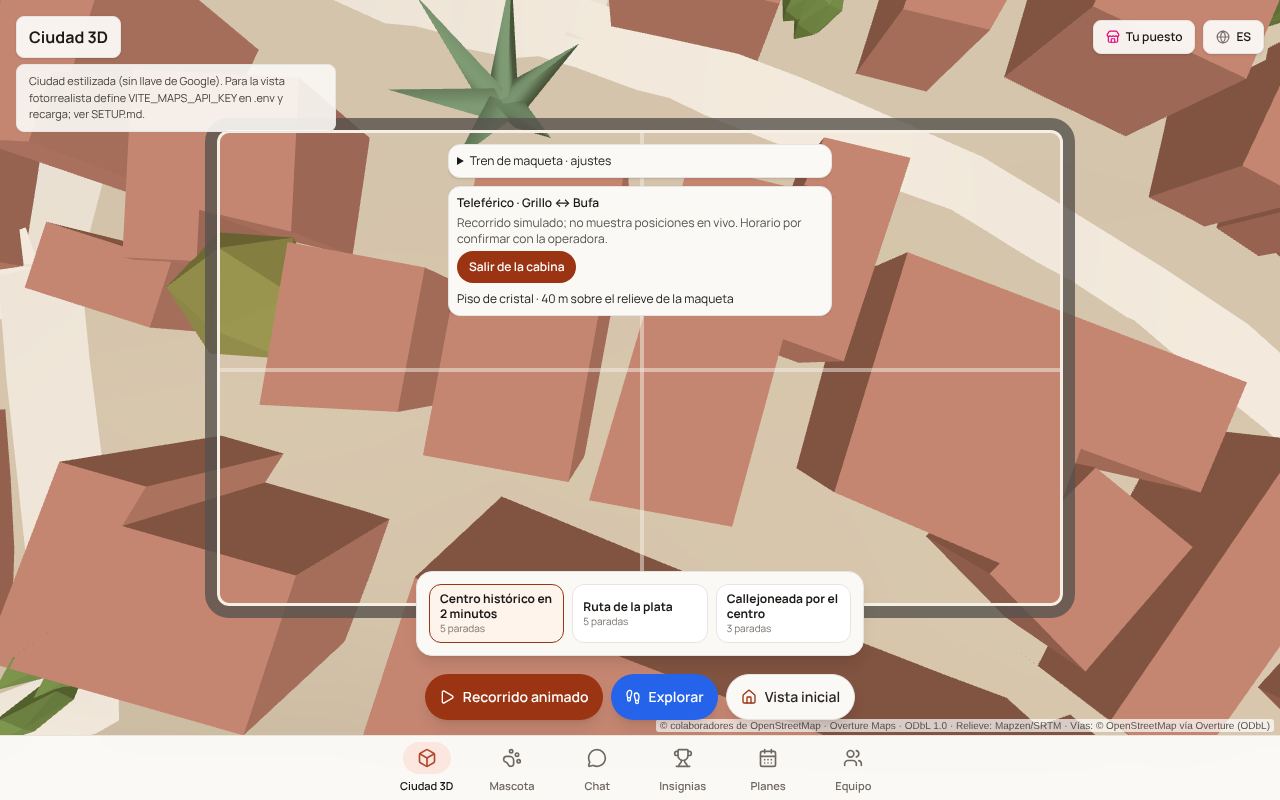 Ciudad 3D
Tu puesto
ES
Ciudad estilizada (sin llave de Google). Para la vista
fotorrealista define VITE_MAPS_API_KEY en .env y
recarga; ver SETUP.md.
Tren de maqueta · ajustes
Teleférico · Grillo ↔ Bufa
Recorrido simulado; no muestra posiciones en vivo. Horario por
confirmar con la operadora.
Salir de la cabina
Piso de cristal · 40 m sobre el relieve de la maqueta
Centro histórico en
2 minutos
5 paradas
Ruta de la plata
5 paradas
Callejoneada por el
centro
3 paradas
Recorrido animado
Explorar
Vista inicial
© colaboradores de OpenStreetMap · Overture Maps · ODbL 1.0 · Relieve: Mapzen/SRTM · Vías: © OpenStreetMap vía Overture (ODbL)
Ciudad 3D
Mascota
Chat
Insignias
Planes
Equipo